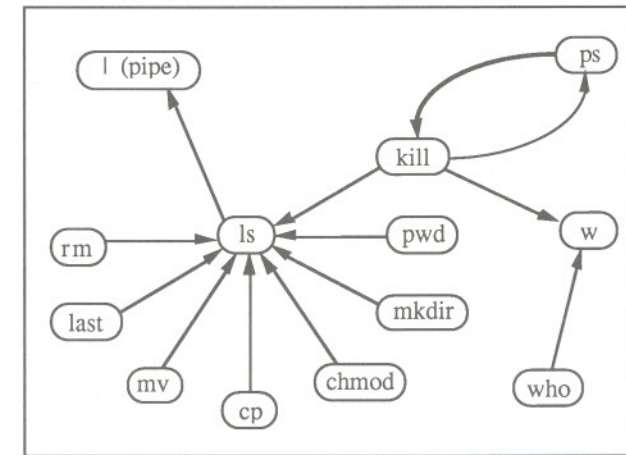 | (pipe)
ps
kill
ls
pwd
w
rm
last
mkdir
mv
cp
chmod
who